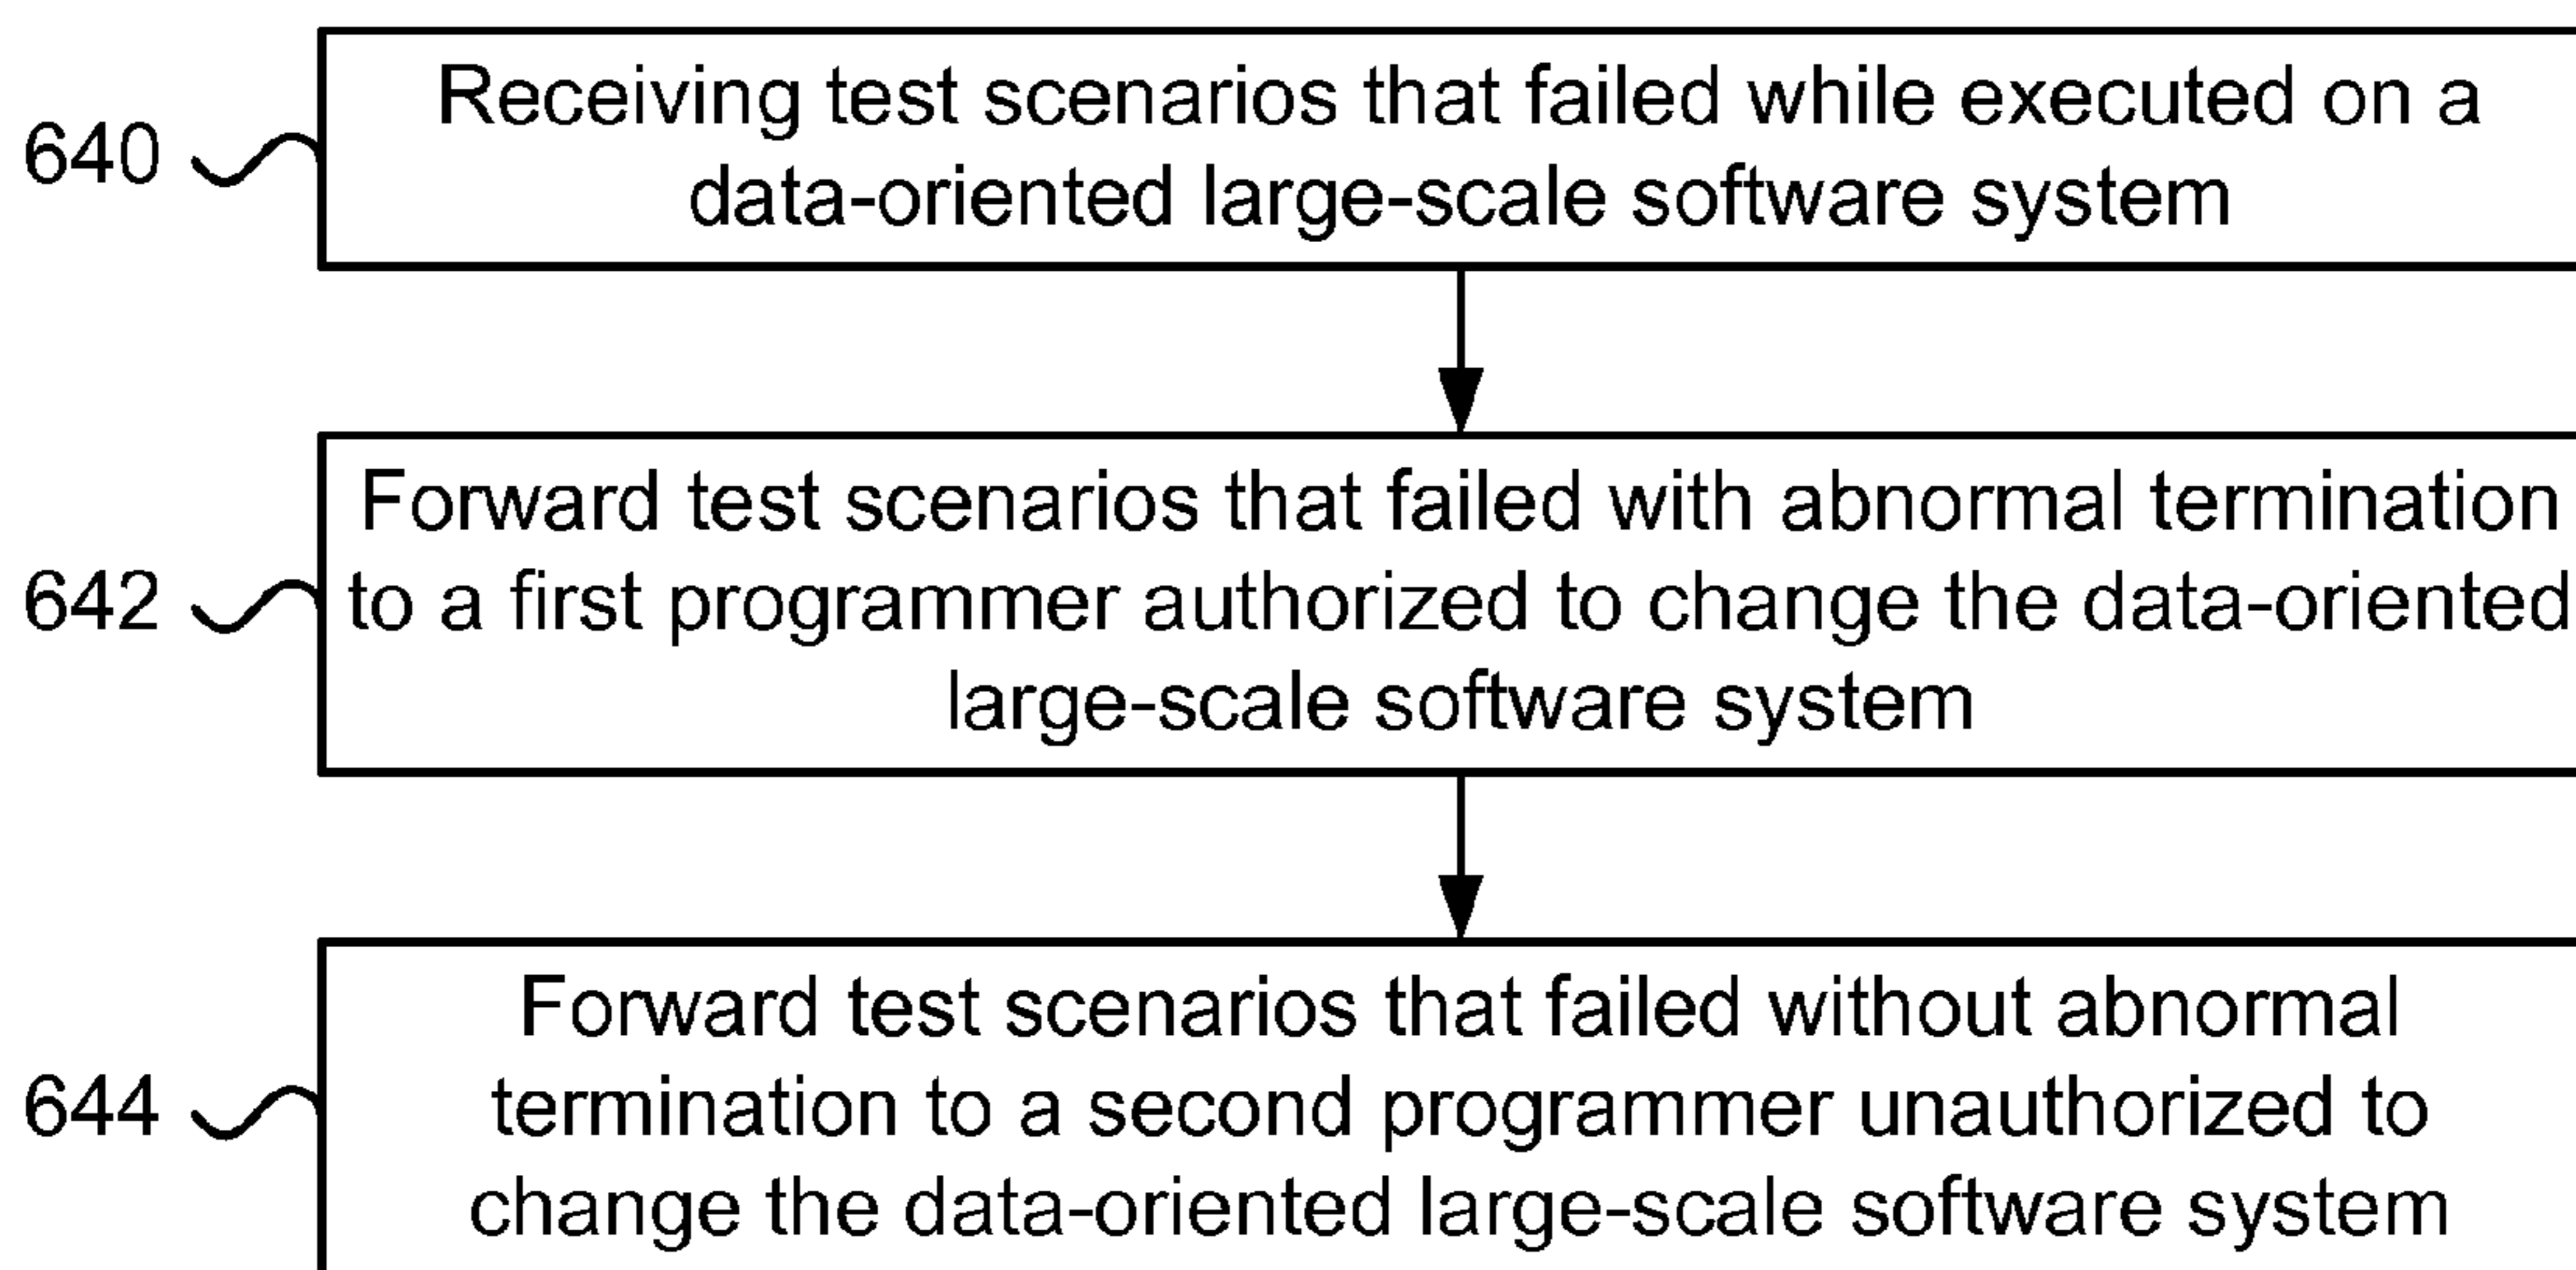 Receiving test scenarios that failed while executed on a
640
data-oriented large-scale software system
Forward test scenarios that failed with abnormal termination
642
to a first programmer authorized to change the data-oriented
large-scale software system
Forward test scenarios that failed without abnormal
644
termination to a second programmer unauthorized to
change the data-oriented large-scale software system